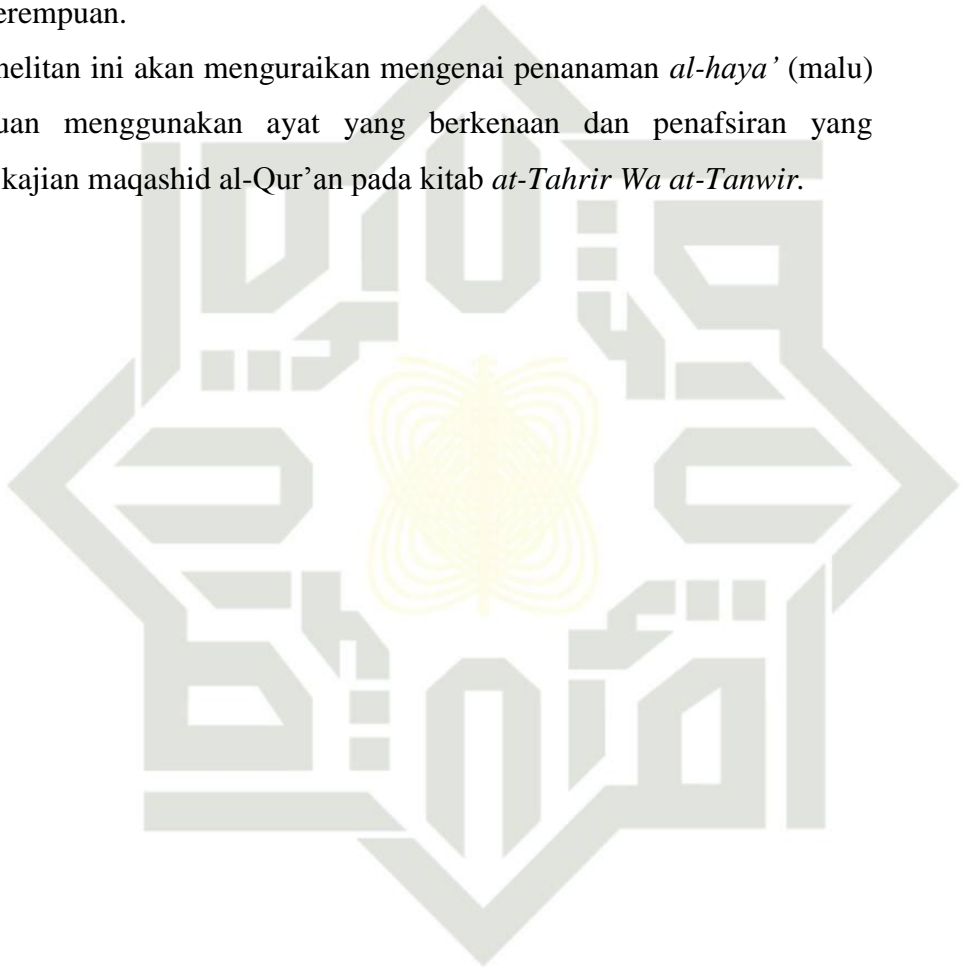 erempuan.
nelitan ini akan menguraikan mengenai penanaman al-haya’ (malu)
uan menggunakan ayat yang berkenaan dan penafsiran yang
kajian maqashid al-Qur’an pada kitab at-Tahrir Wa at-Tanwir.